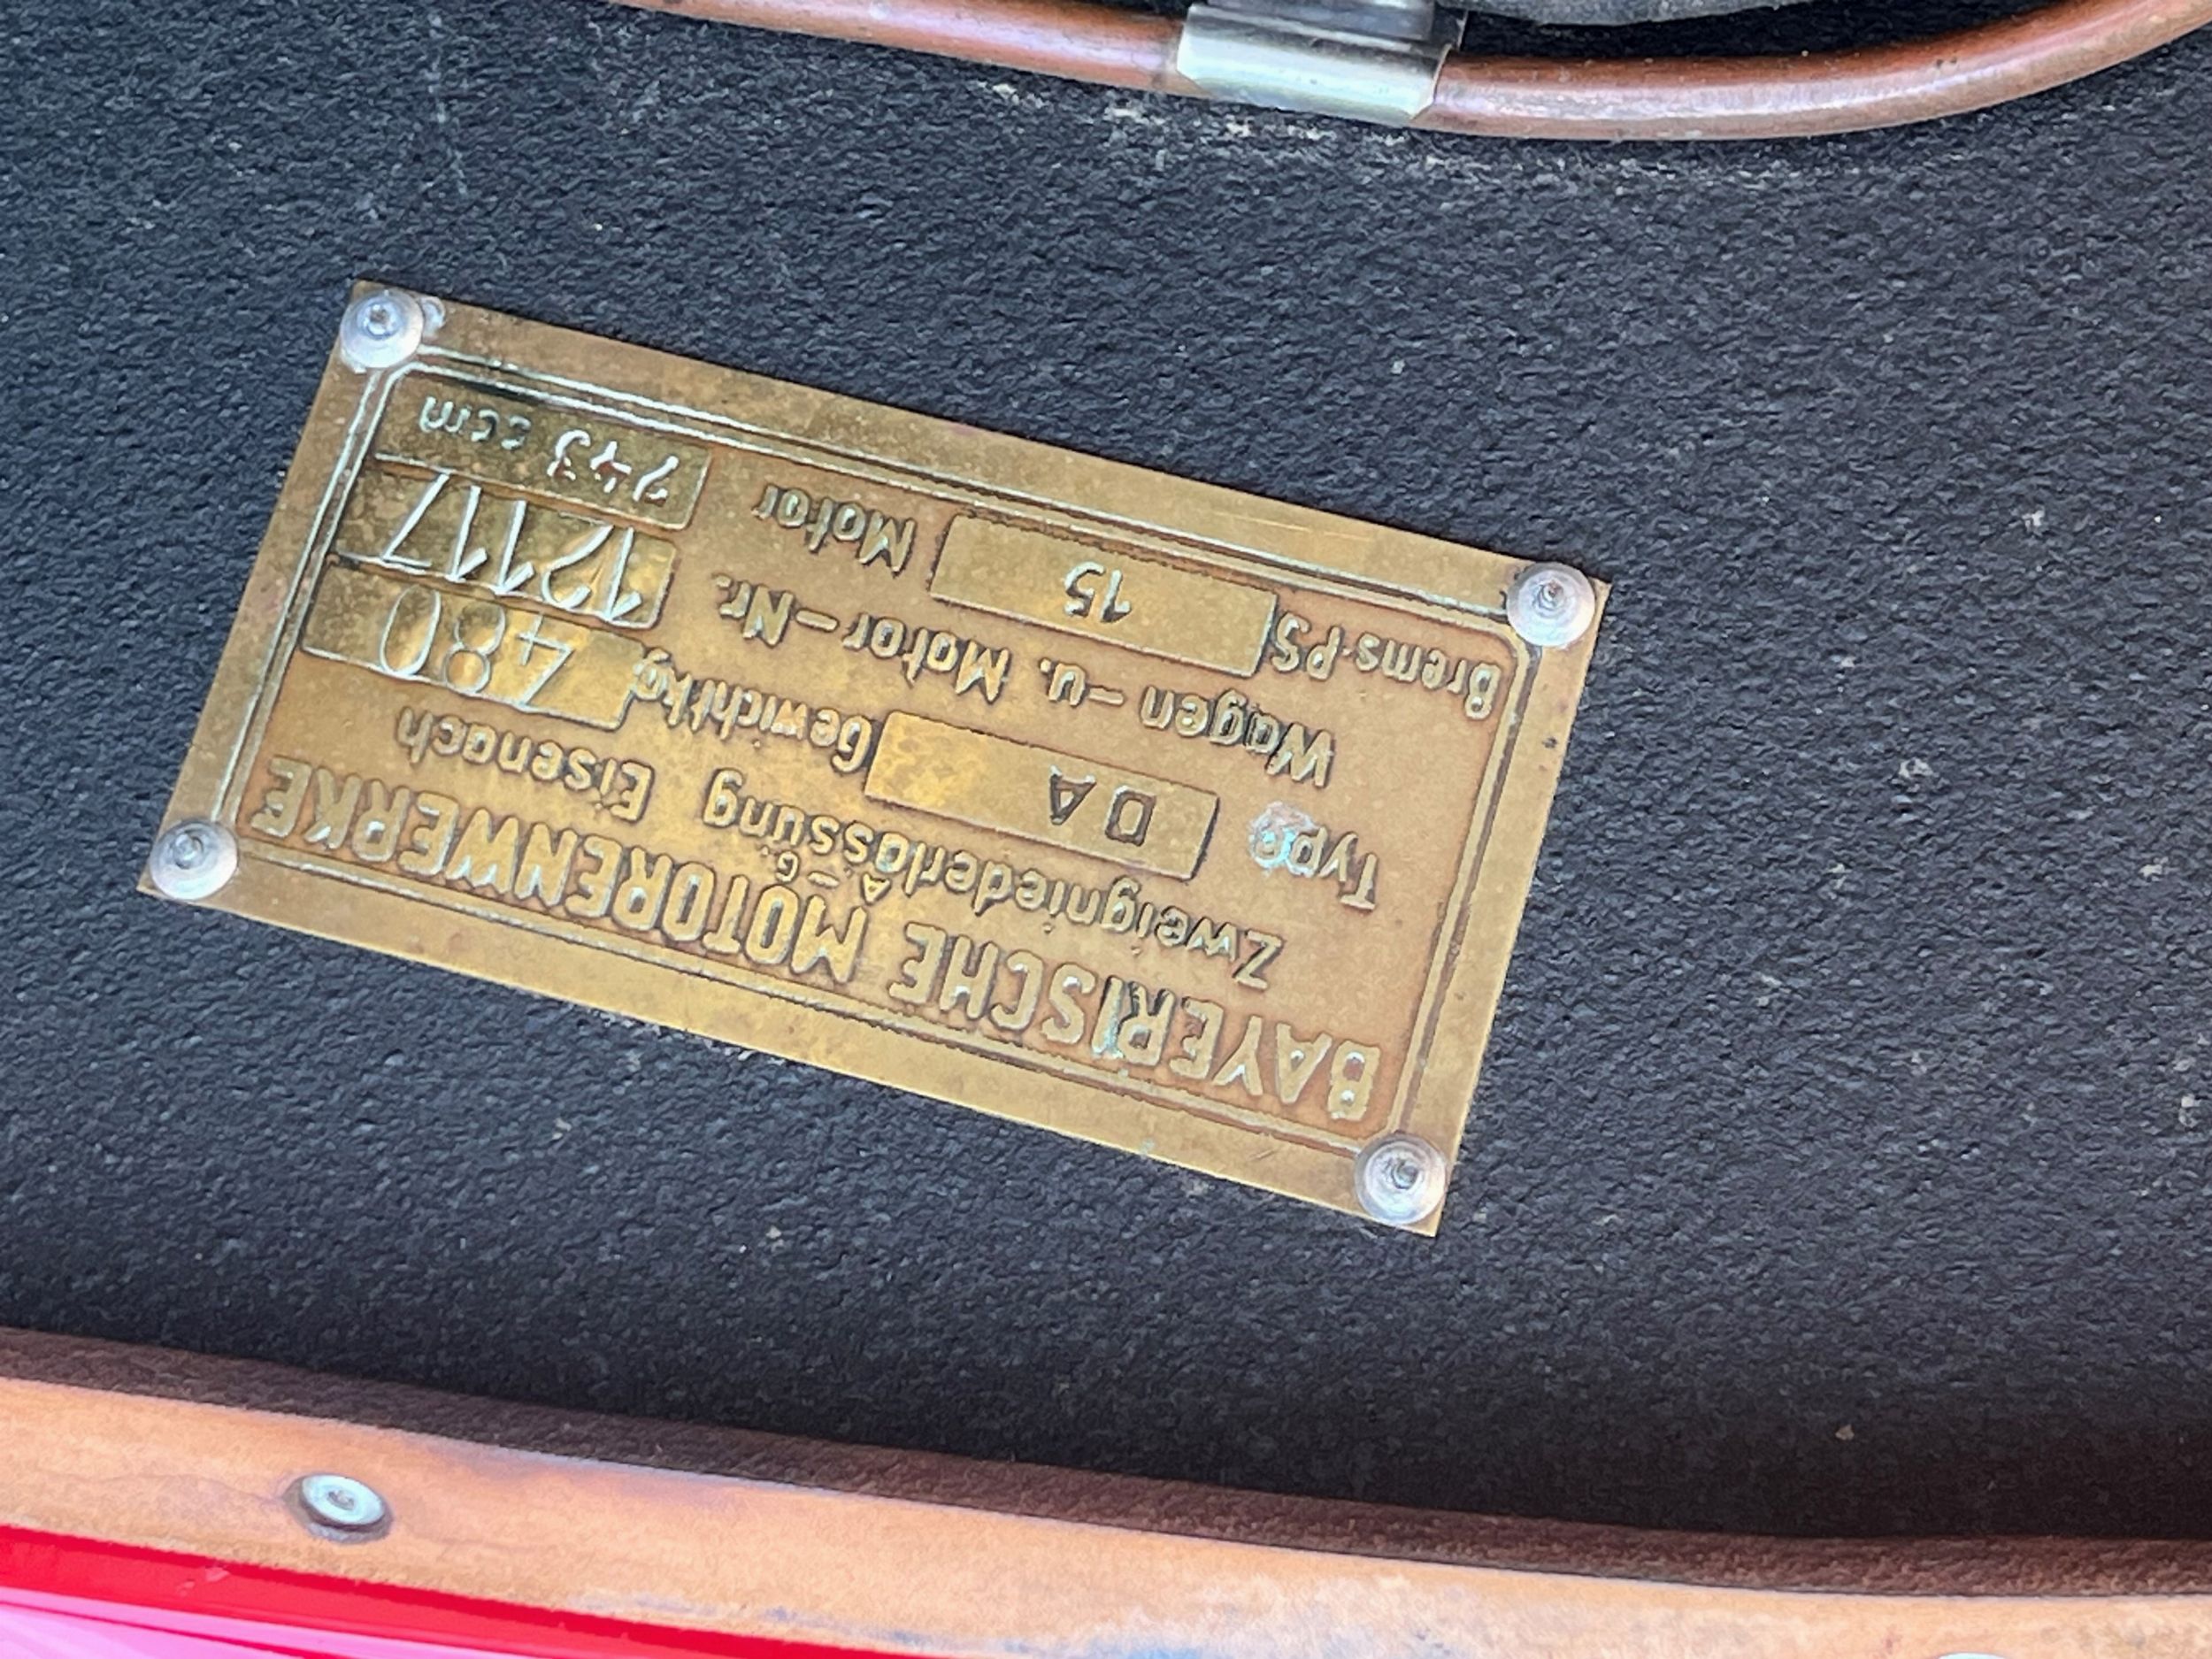 BAYERISCHE MOTORENWERKE
A.-G.
Zweigniederlassung Eisenach
Type DA Gewicht kg 480
Wagen-u. Motor-Nr. 12117
Brems-PS 15 Motor 743 ccm